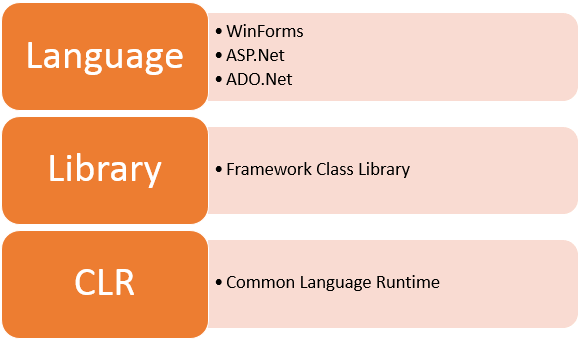 Language
• WinForms
• ASP.Net
• ADO.Net
Library
• Framework Class Library
CLR
• Common Language Runtime